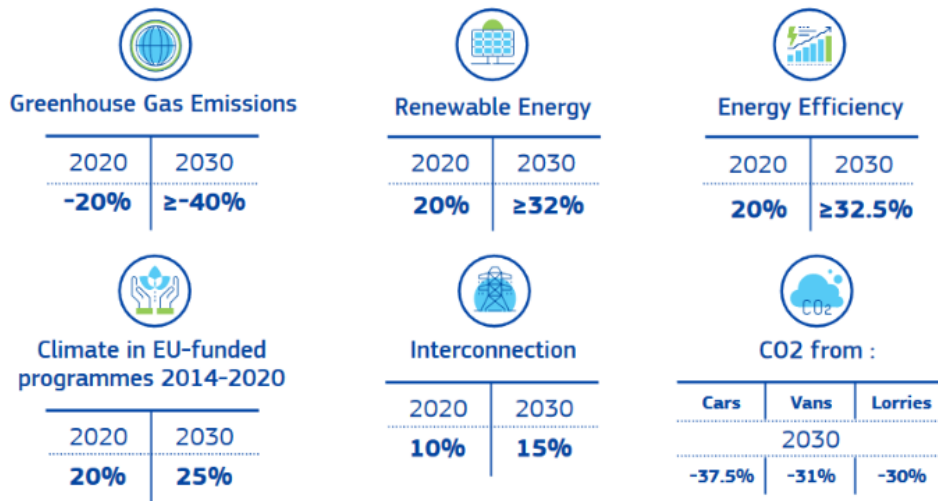 Greenhouse Gas Emissions
2020 2030
-20% ≥-40%
Renewable Energy
2020 2030
20% ≥32%
Energy Efficiency
2020 2030
20% ≥32.5%
Climate in EU-funded
programmes 2014-2020
2020 2030
20% 25%
Interconnection
2020 2030
10% 15%
CO2
CO2 from :
Cars Vans Lorries
2030
-37.5% -31% -30%